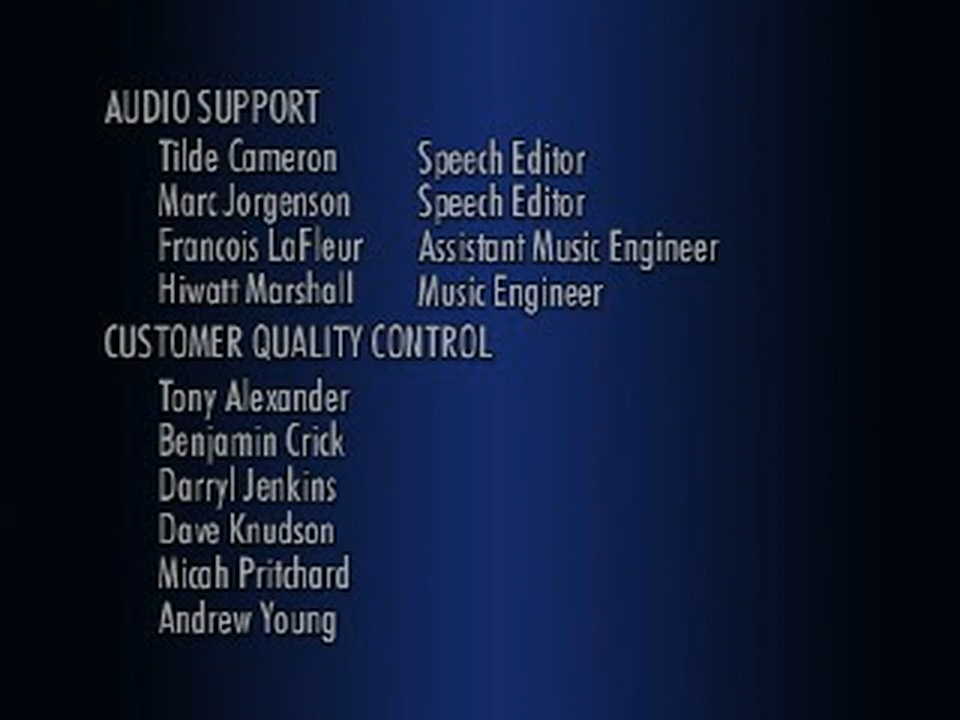 AUDIO SUPPORT
Tilde Cameron Speech Editor
Marc Jorgenson Speech Editor
Francois LaFleur Assistant Music Engineer
Hiwatt Marshall Music Engineer
CUSTOMER QUALITY CONTROL
Tony Alexander
Benjamin Crick
Darryl Jenkins
Dave Knudson
Micah Pritchard
Andrew Young